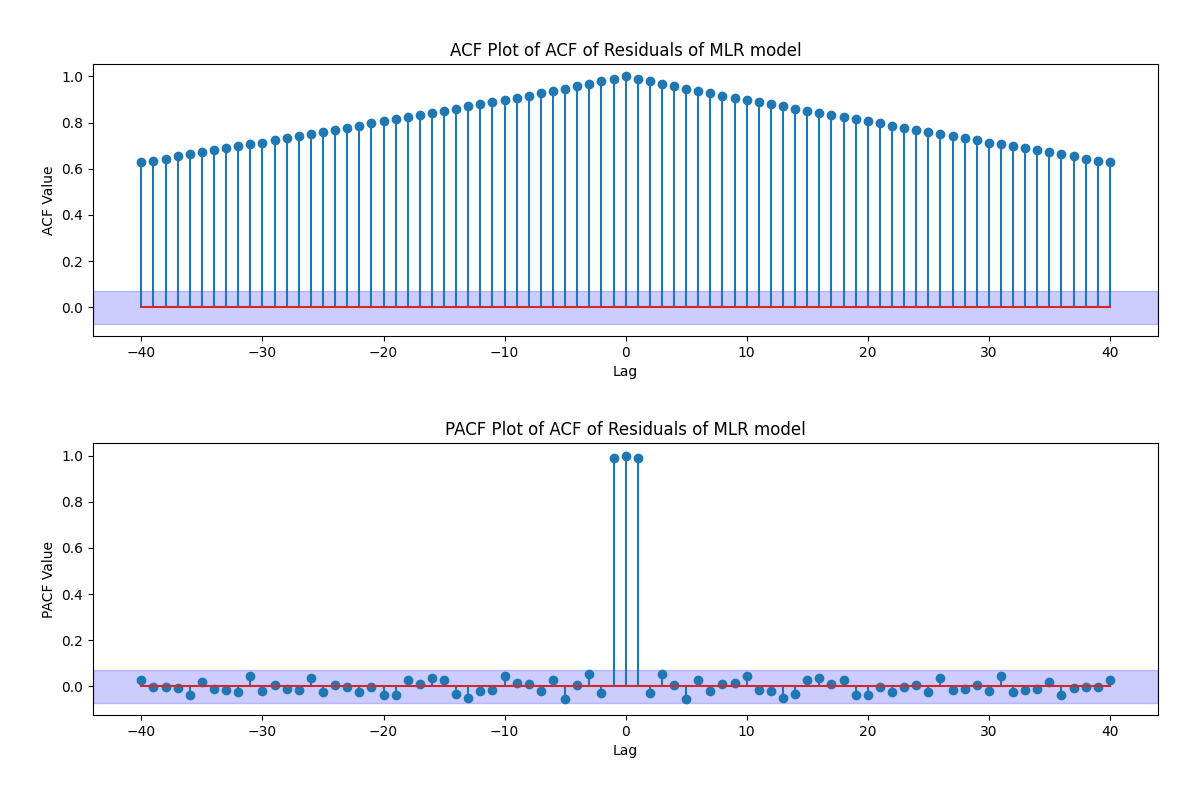 ACF Plot of ACF of Residuals of MLR model
1.0
0.8
0.6
0.4
0.2
0.0
ACF Value
−40 −30 −20 −10 0 10 20 30 40
Lag
PACF Plot of ACF of Residuals of MLR model
1.0
0.8
0.6
0.4
0.2
0.0
PACF Value
−40 −30 −20 −10 0 10 20 30 40
Lag